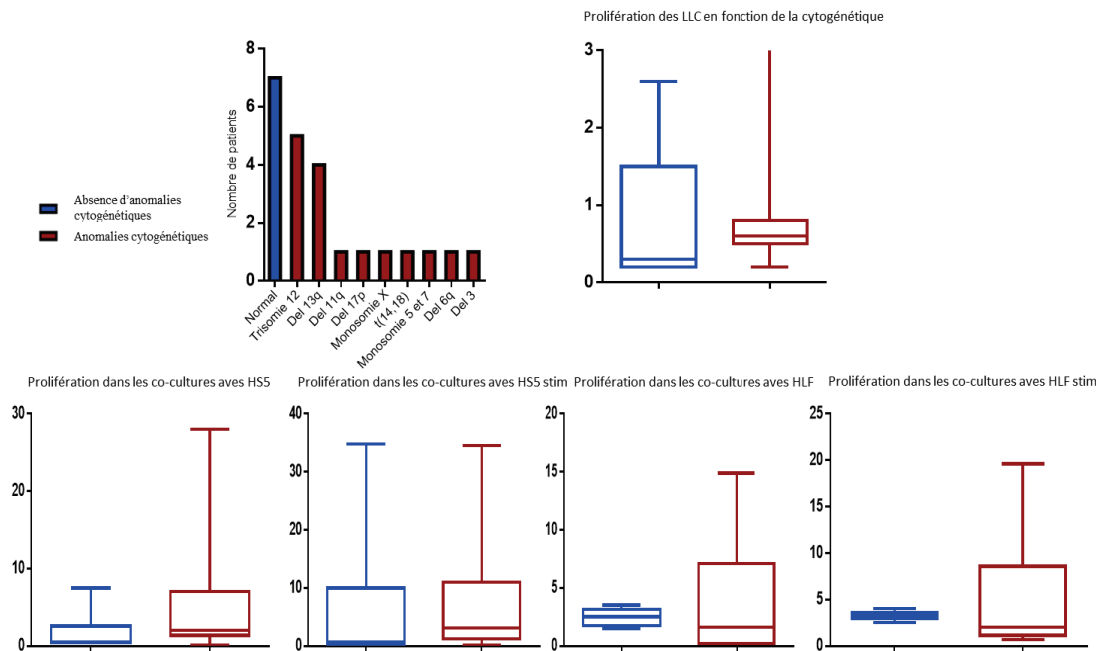 Prolifération des LLC en fonction de la cytogénétique
8
6
4
2
0
Nombre de patients
Normal
Trisomie 12
Del 13q
Del 11q
Del 17p
Monosomie X
t(14,18)
Monosomie 5 et 7
Del 6q
Del 3
Absence d'anomalies
cytogénétiques
Anomalies cytogénétiques
3
2
1
0
Prolifération dans les co-cultures aves HS5
30
20
10
0
Prolifération dans les co-cultures aves HS5 stim
40
30
20
10
0
Prolifération dans les co-cultures aves HLF
20
15
10
5
0
Prolifération dans les co-cultures aves HLF stim
25
20
15
10
5
0